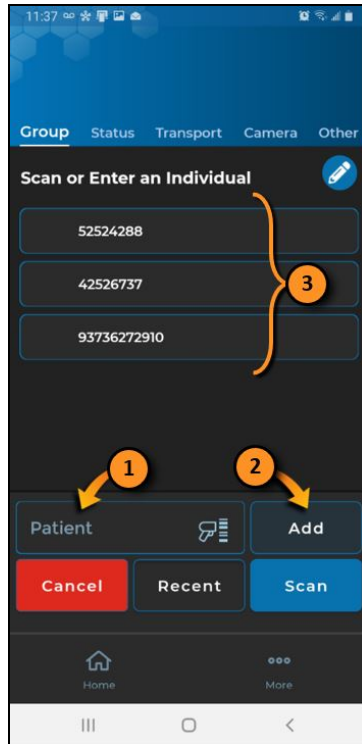 11:37
Group Status Transport Camera Other
Scan or Enter an Individual
52524288
42526737
3
93736272910
1
2
Patient
Add
Cancel Recent Scan
Home More